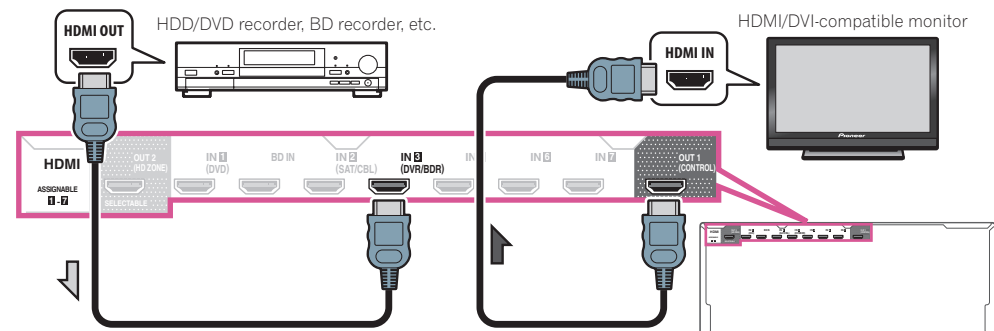 HDD/DVD recorder, BD recorder, etc.
HDMI/DVI-compatible monitor
HDMI OUT
HDMI IN
Pioneer
HDMI
ASSIGNABLE
1 - 7
OUT 2
(HD ZONE)
SELECTABLE
IN 1
(DVD)
BD IN
IN 2
(SAT/CBL)
IN 3
(DVR/BDR)
IN 6
IN 7
OUT 1
(CONTROL)
HDMI